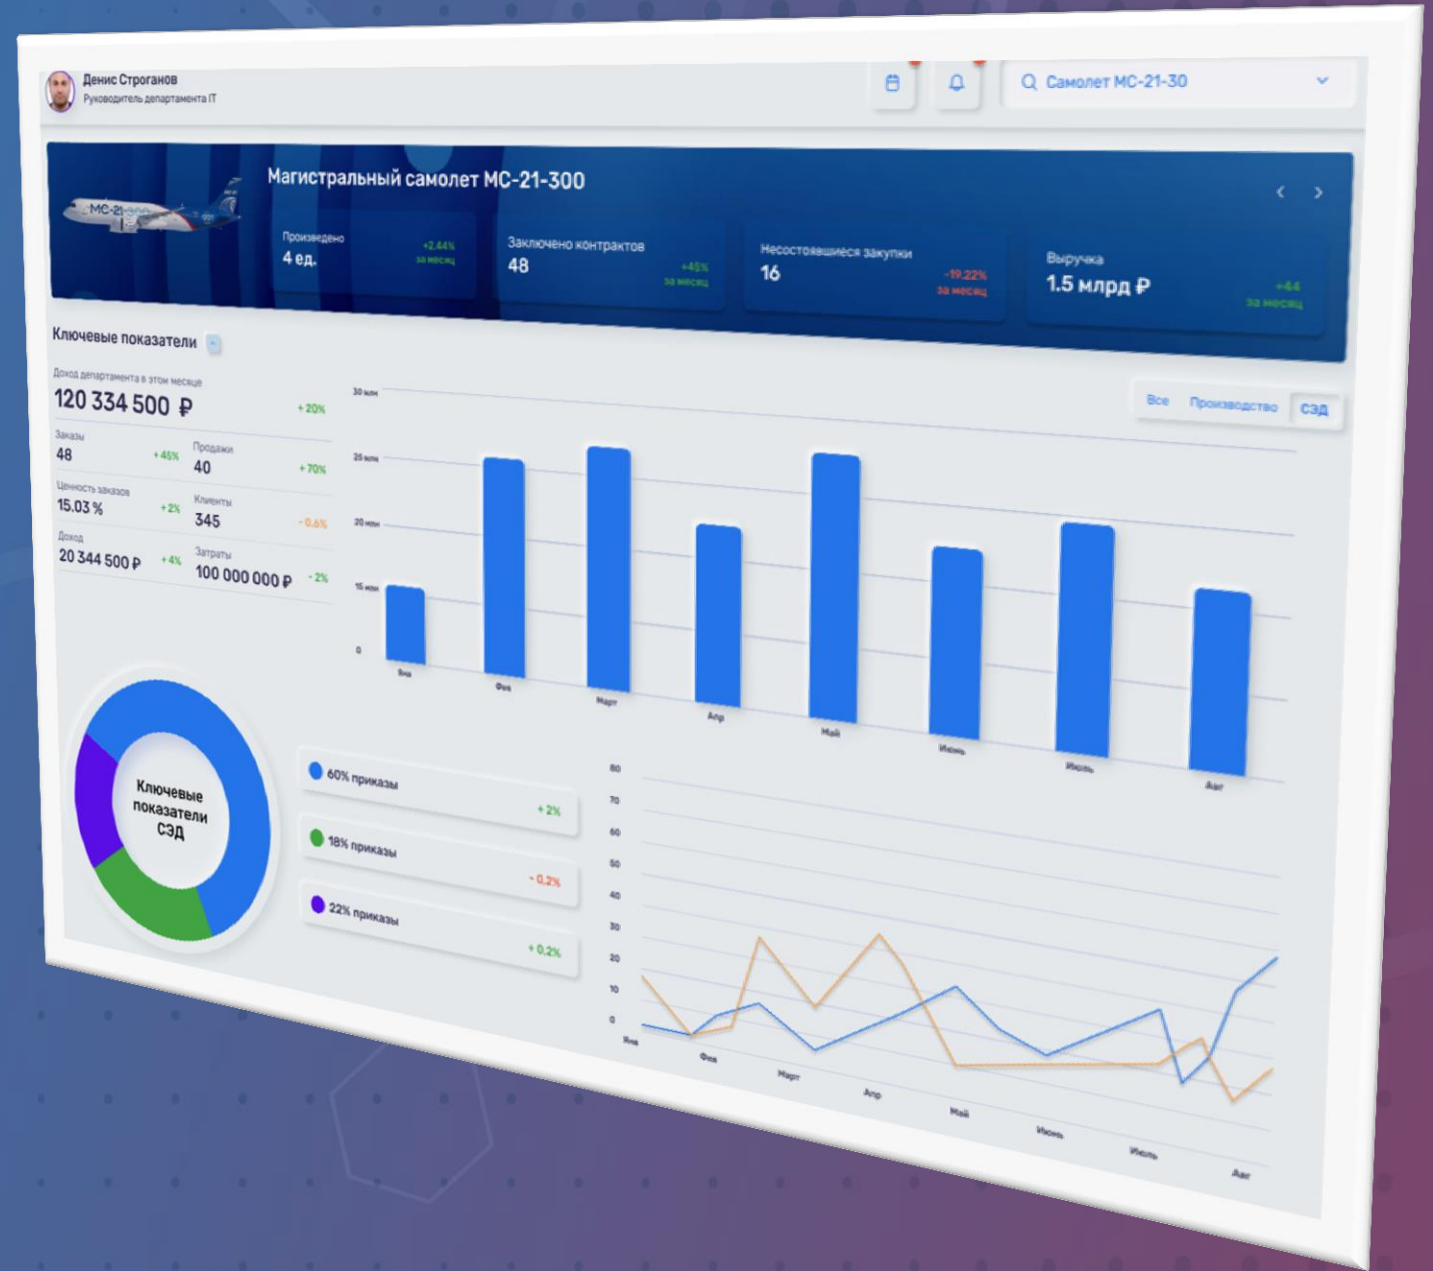 Денис Строганов
Руководитель департамента IT
Самолет МС-21-30
МС-21-300
Магистральный самолет МС-21-300
Произведено
4 ед.
+2.44%
за месяц
Заключено контрактов
48
+45%
за месяц
Несостоявшиеся закупки
16
-19.22%
за месяц
Выручка
1.5 млрд ₽
+44
за месяц
Ключевые показатели
Доход департамента в этом месяце
120 334 500 ₽
+ 20%
Заказы
48
+ 45%
Продажи
40
+ 70%
Ценность заказов
15.03 %
+ 2%
Клиенты
345
- 0,6%
Доход
20 344 500 ₽
+ 4%
Затраты
100 000 000 ₽
- 2%
Все Производство СЭД
30 млн
25 млн
20 млн
15 млн
0
Янв
Фев
Март
Апр
Май
Июнь
Июль
Авг
Ключевые
показатели
СЭД
60% приказы
+ 2%
18% приказы
- 0,2%
22% приказы
+ 0,2%
80
70
60
50
40
30
20
10
0
Янв
Фев
Март
Апр
Май
Июнь
Июль
Авг